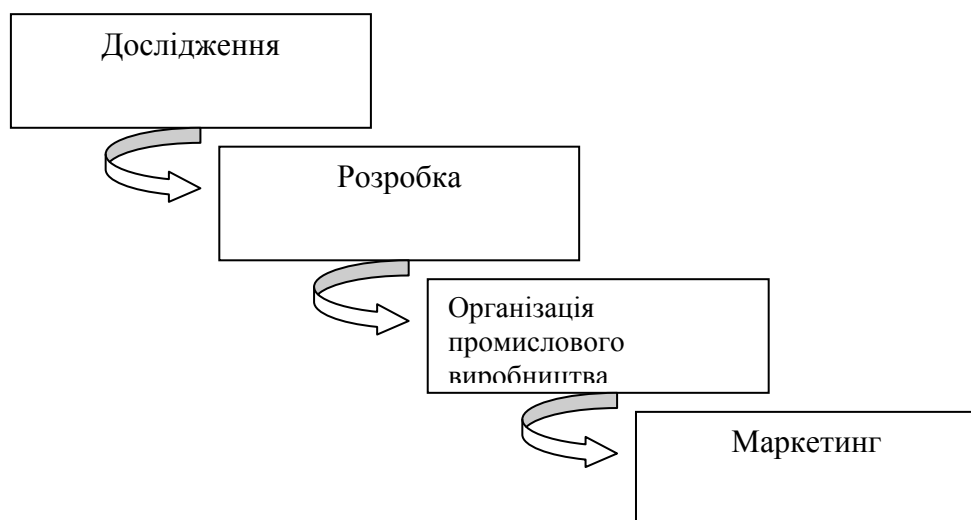 Дослідження
Розробка
Організація
промислового
виробництва
Маркетинг